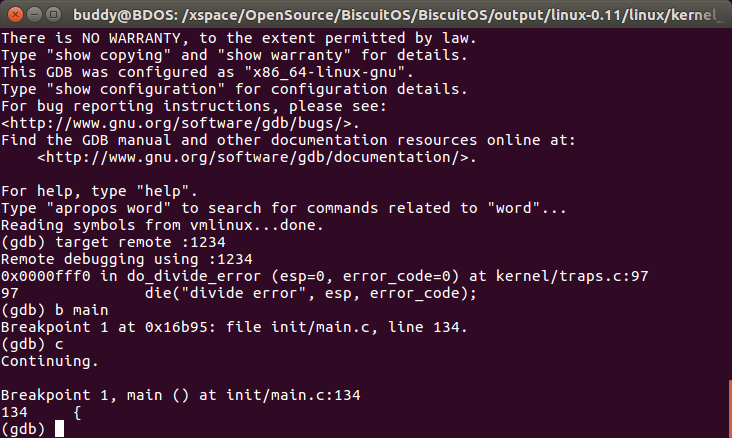 buddy@BDOS: /xspace/OpenSource/BiscuitOS/BiscuitOS/output/linux-0.11/linux/kernel_
There is NO WARRANTY, to the extent permitted by law.
Type "show copying" and "show warranty" for details.
This GDB was configured as "x86_64-linux-gnu".
Type "show configuration" for configuration details.
For bug reporting instructions, please see:
<http://www.gnu.org/software/gdb/bugs/>.
Find the GDB manual and other documentation resources online at:
    <http://www.gnu.org/software/gdb/documentation/>.
For help, type "help".
Type "apropos word" to search for commands related to "word"...
Reading symbols from vmlinux...done.
(gdb) target remote :1234
Remote debugging using :1234
0x0000fff0 in do_divide_error (esp=0, error_code=0) at kernel/traps.c:97
97              die("divide error", esp, error_code);
(gdb) b main
Breakpoint 1 at 0x16b95: file init/main.c, line 134.
(gdb) c
Continuing.
Breakpoint 1, main () at init/main.c:134
134     {
(gdb)